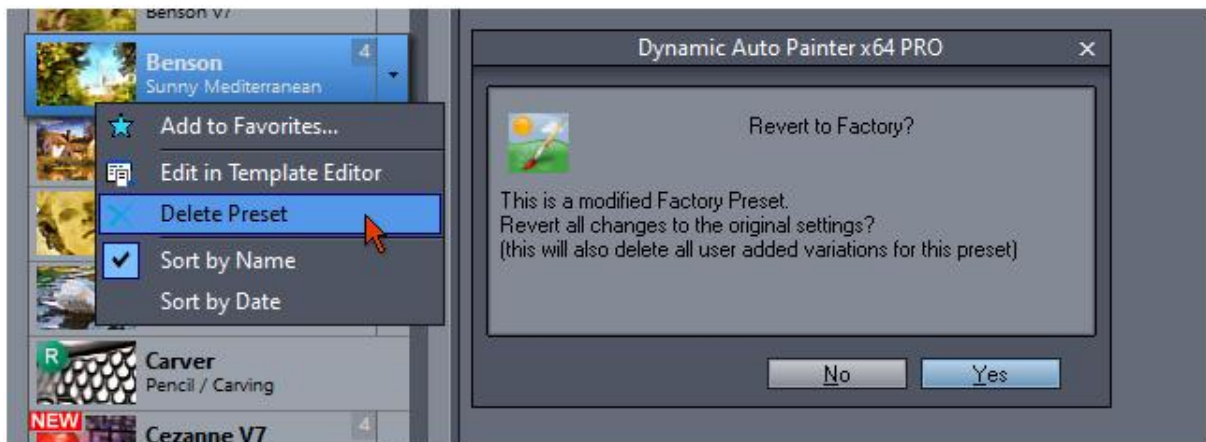 Benson V7
Benson
4
Sunny Mediterranean
Add to Favorites...
Edit in Template Editor
Delete Preset
Sort by Name
Sort by Date
R
Carver
Pencil / Carving
NEW
Cezanne V7
4
Dynamic Auto Painter x64 PRO
Revert to Factory?
This is a modified Factory Preset.
Revert all changes to the original settings?
(this will also delete all user added variations for this preset)
No
Yes